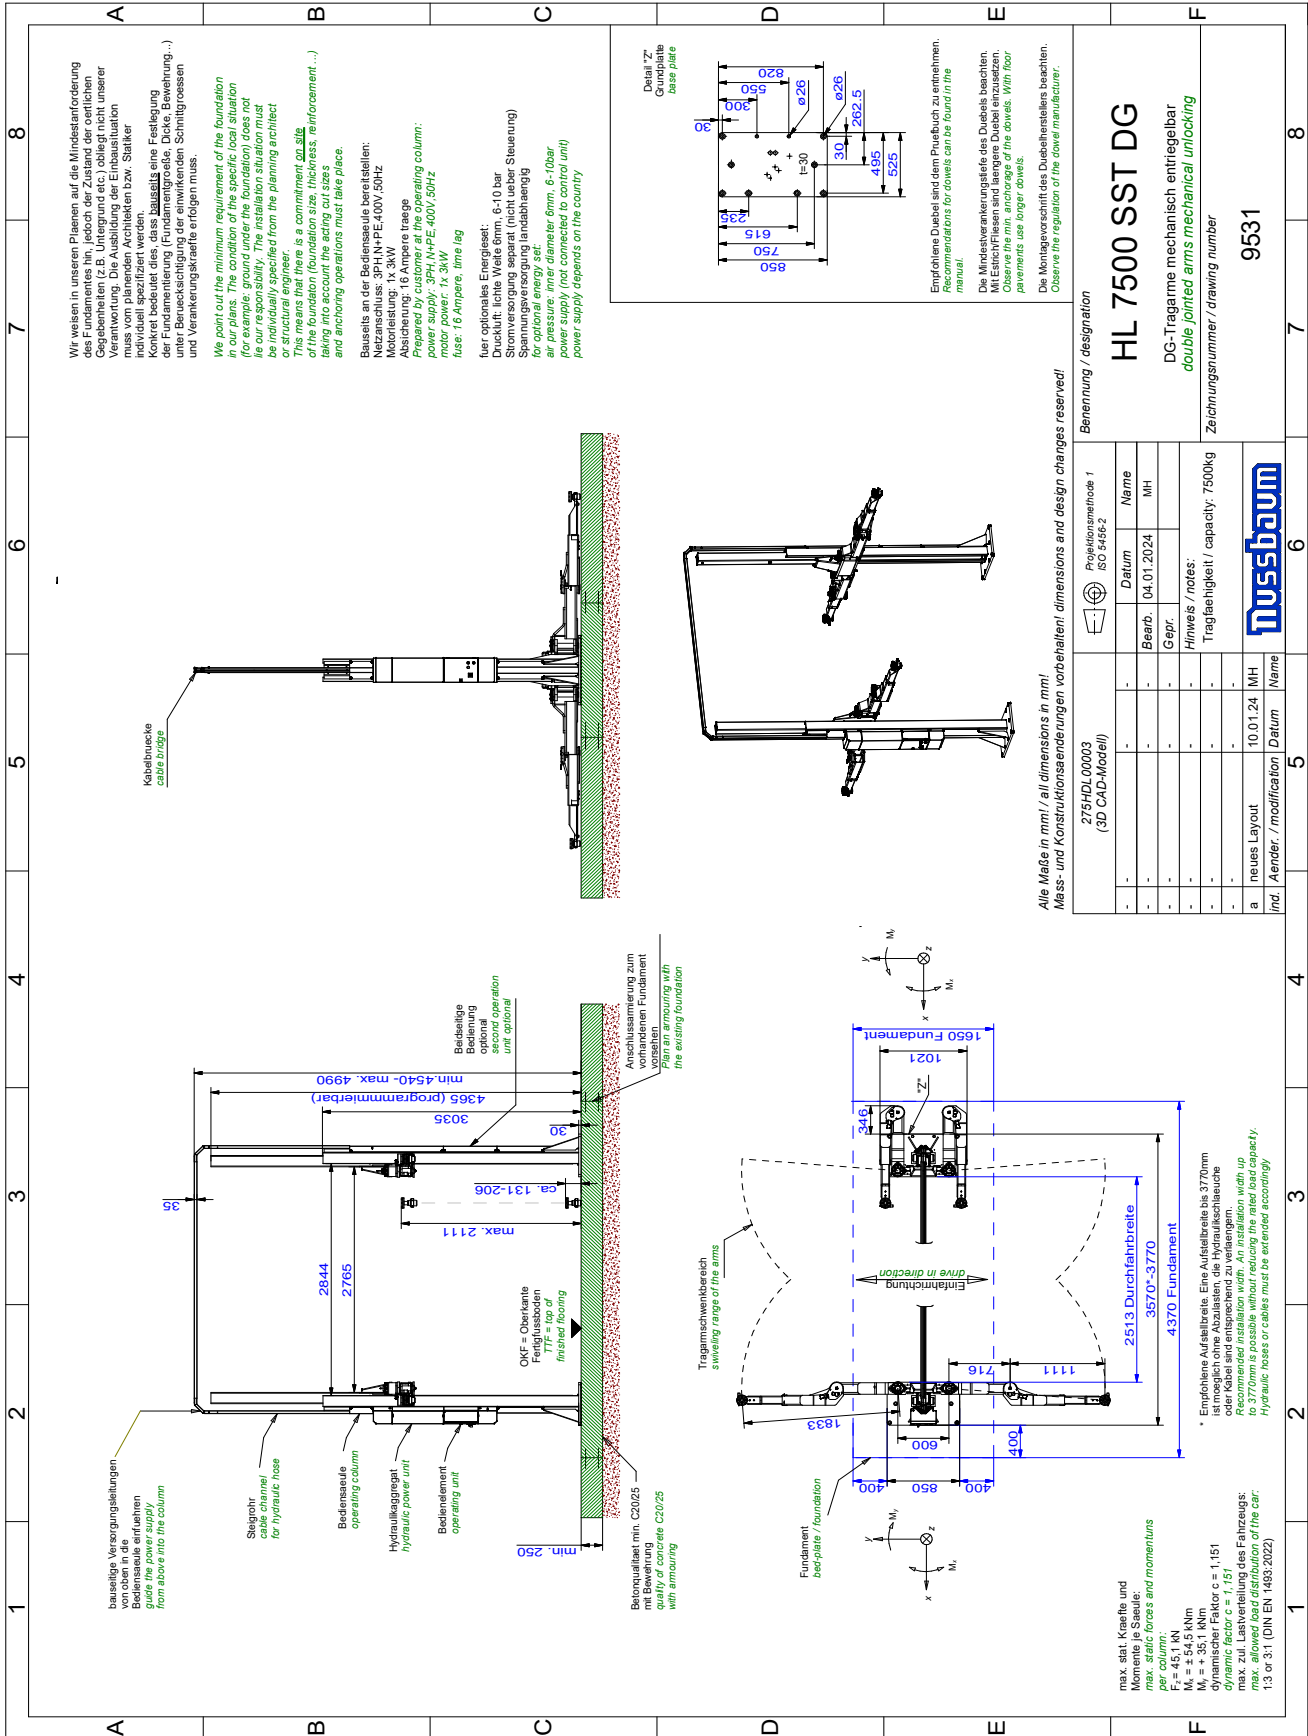 A
B
C
D
E
F
1
2
3
4
5
6
7
8
bauseitige Versorgungsleitungen
von oben in die
Bediensaeule einfuehren
guide the power supply
from above into the column
Steigrohr
cable channel
for hydraulic hose
Bediensaeule
operating column
Hydraulikaggregat
hydraulic power unit
Bedienelement
operating unit
min. 250
Betonqualitaet min. C20/25
mit Bewehrung
quality of concrete C20/25
with armouring
OKF = Oberkante
Fertigfussboden
TTF = top of
finished flooring
35
2844
2765
max. 2111
ca. 131-206
30
3035
4365 (programmierbar)
min.4540- max. 4990
Beidseitige
Bedienung
optional
second operation
unit optional
Anschlussarmierung zum
vorhandenen Fundament
vorsehen
Plan an armouring with
the existing foundation
Kabelbruecke
cable bridge
Wir weisen in unseren Plaenen auf die Mindestanforderung
des Fundamentes hin, jedoch der Zustand der oertlichen
Gegebenheiten (z.B. Untergrund etc.) obliegt nicht unserer
Verantwortung. Die Ausbildung der Einbausituation
muss vom planenden Architekten bzw. Statiker
individuell spezifiziert werden.
Konkret bedeutet dies, dass bauseits eine Festlegung
der Fundamentierung (Fundamentgroeße, Dicke, Bewehrung...)
unter Beruecksichtigung der einwirkenden Schnittgroessen
und Verankerungskraefte erfolgen muss.
We point out the minimum requirement of the foundation
in our plans. The condition of the specific local situation
(for example: ground under the foundation) does not
lie our responsibility. The installation situation must
be individually specified from the planning architect
or structural engineer.
This means that there is a commitment on site
of the foundaton (foundation size, thickness, reinforcement ...)
taking into account the acting cut sizes
and anchoring operations must take place.
Bauseits an der Bediensaeule bereitstellen:
Netzanschluss: 3PH,N+PE,400V,50Hz
Motorleistung: 1x 3kW
Absicherung: 16 Ampere traege
Prepared by customer at the operating column:
power supply: 3PH,N+PE,400V,50Hz
motor power: 1x 3kW
fuse: 16 Ampere, time lag
fuer optionales Energieset:
Druckluft: lichte Weite 6mm, 6-10 bar
Stromversorgung separat (nicht ueber Steuerung)
Spannungsversorgung landabhaengig
for optional energy set:
air pressure: inner diameter 6mm, 6-10bar
power supply (not connected to control unit)
power supply depends on the country
Detail "Z"
Grundplatte
base plate
30
300
550
820
ø26
ø26
262.5
30
495
525
t=30
235
615
750
850
Empfohlene Duebel sind dem Pruefbuch zu entnehmen.
Recommendations for dowels can be found in the
manual.
Die Mindestverankerungstiefe des Duebels beachten.
Mit Estrich/Fliesen sind laengere Duebel einzusetzen.
Observe the min. anchorage of the dowels. With floor
pavements use longer dowels.
Die Montagevorschrift des Duebelherstellers beachten.
Observe the regulation of the dowel manufacturer.
Tragarmschwenkbereich
swiveling range of the arms
Fundament
bed-plate / foundation
Einfahrrichtung
drive in direction
"Z"
346
1021
1650 Fundament
1833
600
400
850
400
400
716
1111
2513 Durchfahrbreite
3570*-3770
4370 Fundament
x
y
z
Mx
My
x
y
z
Mx
My
* Empfohlene Aufstellbreite. Eine Aufstellbreite bis 3770mm
ist moeglich ohne Abzulasten, die Hydraulikschlaeuche
oder Kabel sind entsprechend zu verlaengern.
Recommended installation width. An installation width up
to 3770mm is possible without reducing the rated load capacity.
Hydraulic hoses or cables must be extended accordingly
max. stat. Kraefte und
Momente je Saeule:
max. static forces and momentums
per column:
Fz = 45,1 kN
Mx = ± 54,5 kNm
My = + 35,1 kNm
dynamischer Faktor c = 1,151
dynamic factor c = 1,151
max. zul. Lastverteilung des Fahrzeugs:
max. allowed load distribution of the car:
1:3 or 3:1 (DIN EN 1493:2022)
Alle Maße in mm! / all dimensions in mm!
Mass- und Konstruktionsaenderungen vorbehalten! dimensions and design changes reserved!
275HDL00003
(3D CAD-Modell)
Projektionsmethode 1
ISO 5456-2
Datum Name
Bearb. 04.01.2024 MH
Gepr.
Hinweis / notes:
Tragfaehigkeit / capacity: 7500kg
a neues Layout 10.01.24 MH
ind. Aender. / modification Datum Name
Nussbaum
Benennung / designation
HL 7500 SST DG
DG-Tragarme mechanisch entriegelbar
double jointed arms mechanical unlocking
Zeichnungsnummer / drawing number
9531
A
B
C
D
E
F
1
2
3
4
5
6
7
8